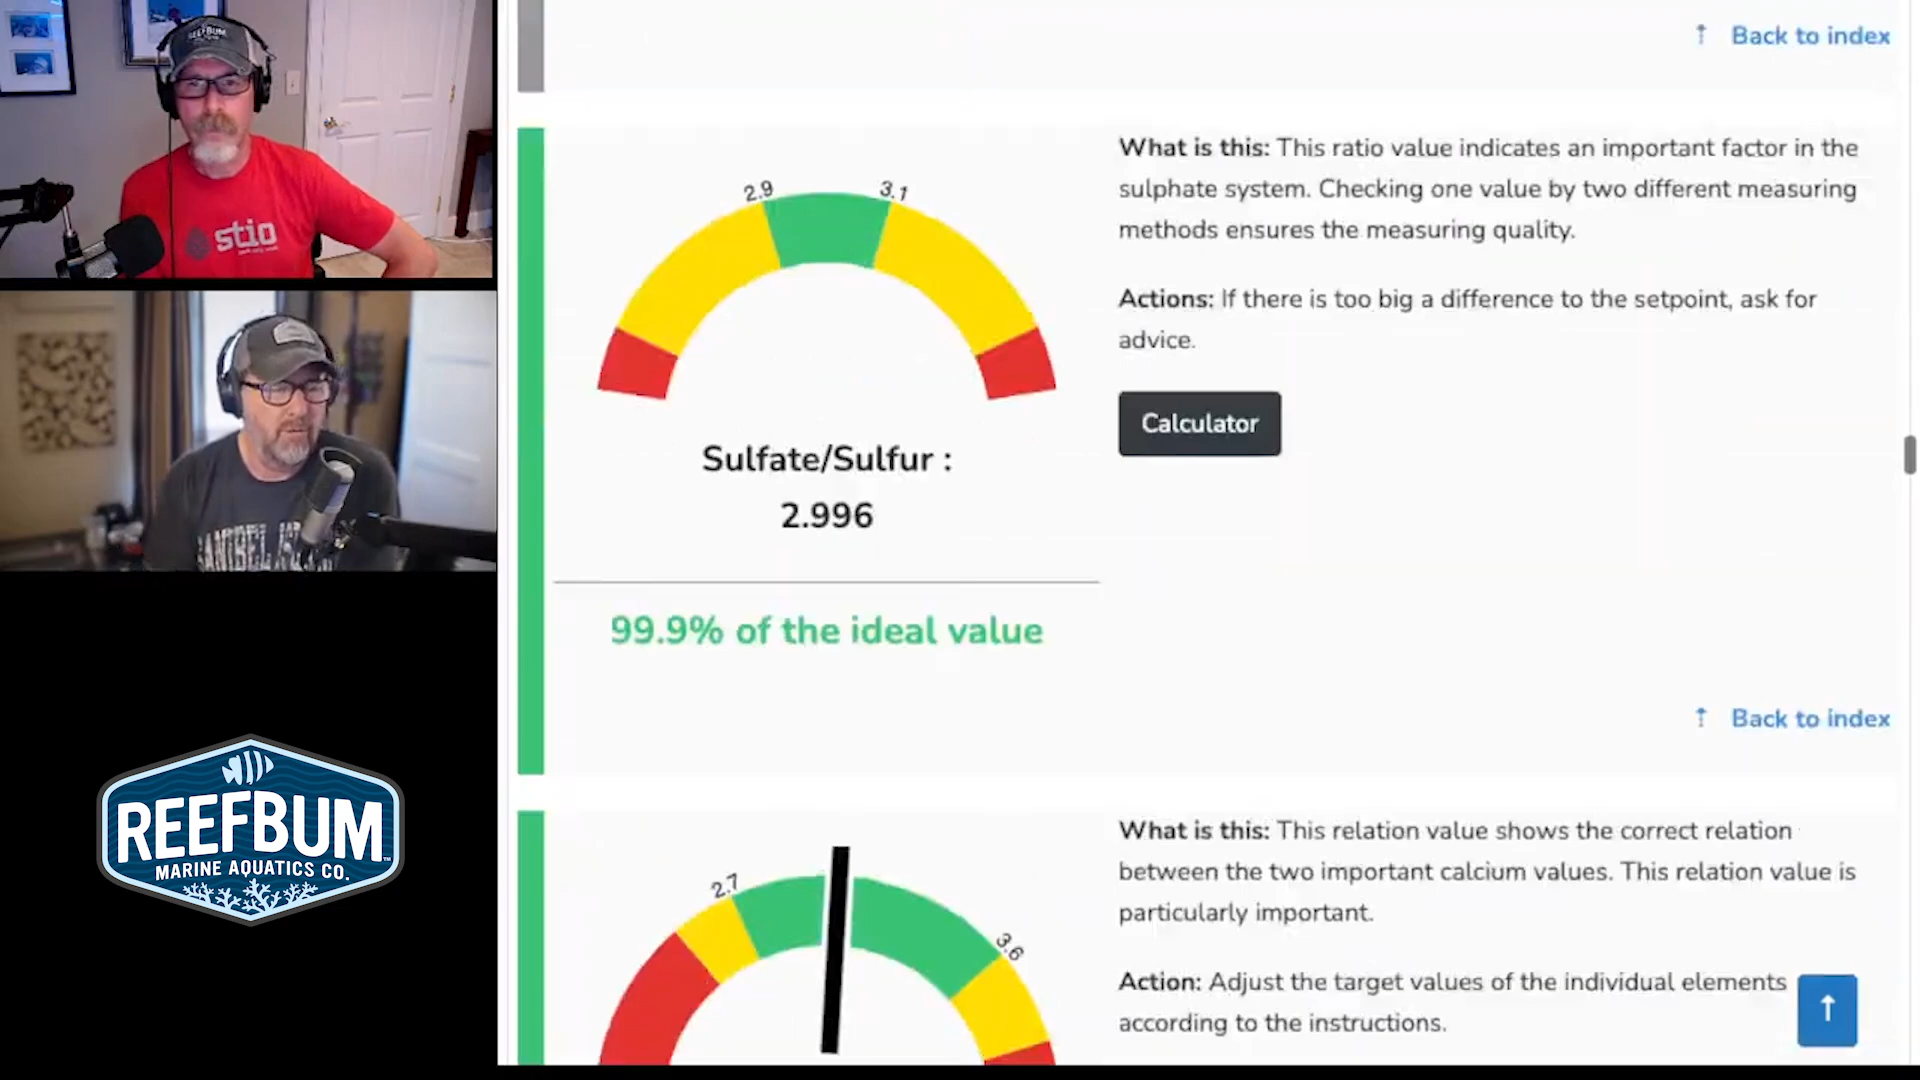 REEFBUM
stio
REEFBUM
MARINE AQUATICS CO.
Back to index
2.9
3.1
Sulfate/Sulfur :
2.996
99.9% of the ideal value
What is this: This ratio value indicates an important factor in the
sulphate system. Checking one value by two different measuring
methods ensures the measuring quality.
Actions: If there is too big a difference to the setpoint, ask for
advice.
Calculator
Back to index
2.7
3.6
What is this: This relation value shows the correct relation
between the two important calcium values. This relation value is
particularly important.
Action: Adjust the target values of the individual elements
according to the instructions.